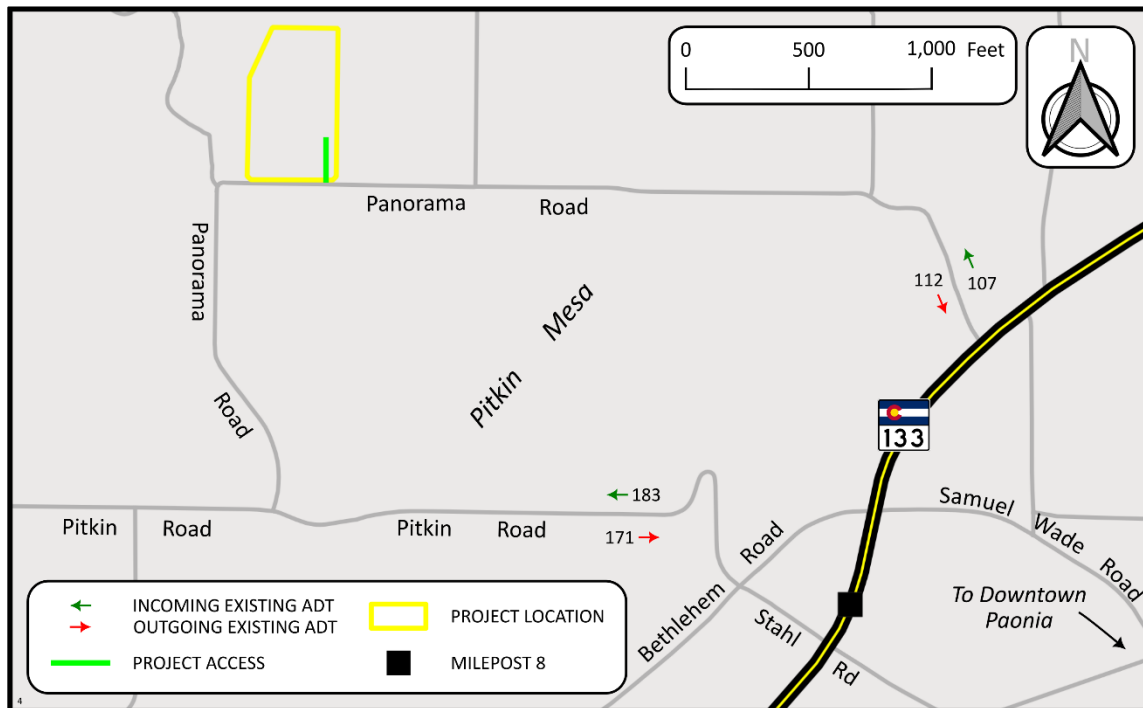 0 500 1,000 Feet
N
Panorama Road
Panorama
Road
Pitkin Mesa
112 107
133
183
171
Pitkin Road Pitkin Road
Samuel Wade Road
Bethlehem Road
Stahl Rd
To Downtown
Paonia
INCOMING EXISTING ADT
OUTGOING EXISTING ADT
PROJECT ACCESS
PROJECT LOCATION
MILEPOST 8
4